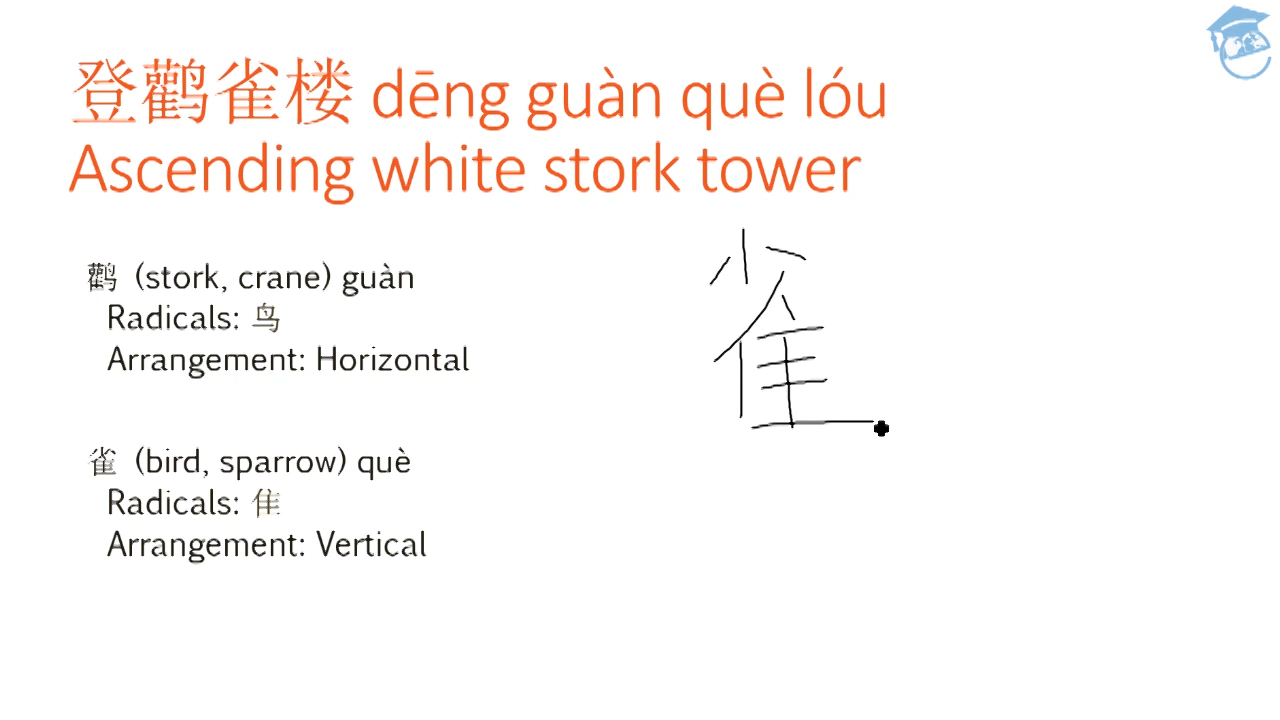 登鹳雀楼 dēng guàn què lóu
Ascending white stork tower
鹳 (stork, crane) guàn
Radicals: 鸟
Arrangement: Horizontal
雀 (bird, sparrow) què
Radicals: 隹
Arrangement: Vertical
雀